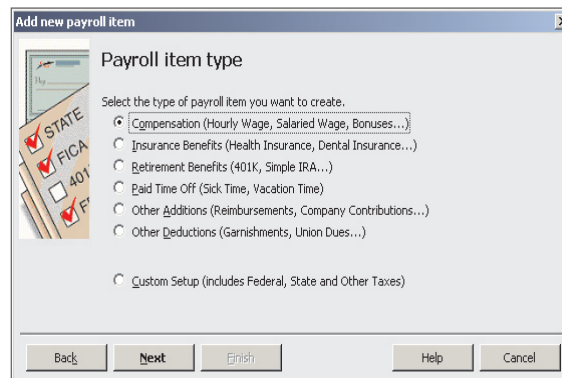 Add new payroll item
Payroll item type
Select the type of payroll item you want to create.
Compensation (Hourly Wage, Salaried Wage, Bonuses...)
Insurance Benefits (Health Insurance, Dental Insurance...)
Retirement Benefits (401K, Simple IRA...)
Paid Time Off (Sick Time, Vacation Time)
Other Additions (Reimbursements, Company Contributions...)
Other Deductions (Garnishments, Union Dues...)
Custom Setup (includes Federal, State and Other Taxes)
STATE
FICA
401
Back Next Finish Help Cancel